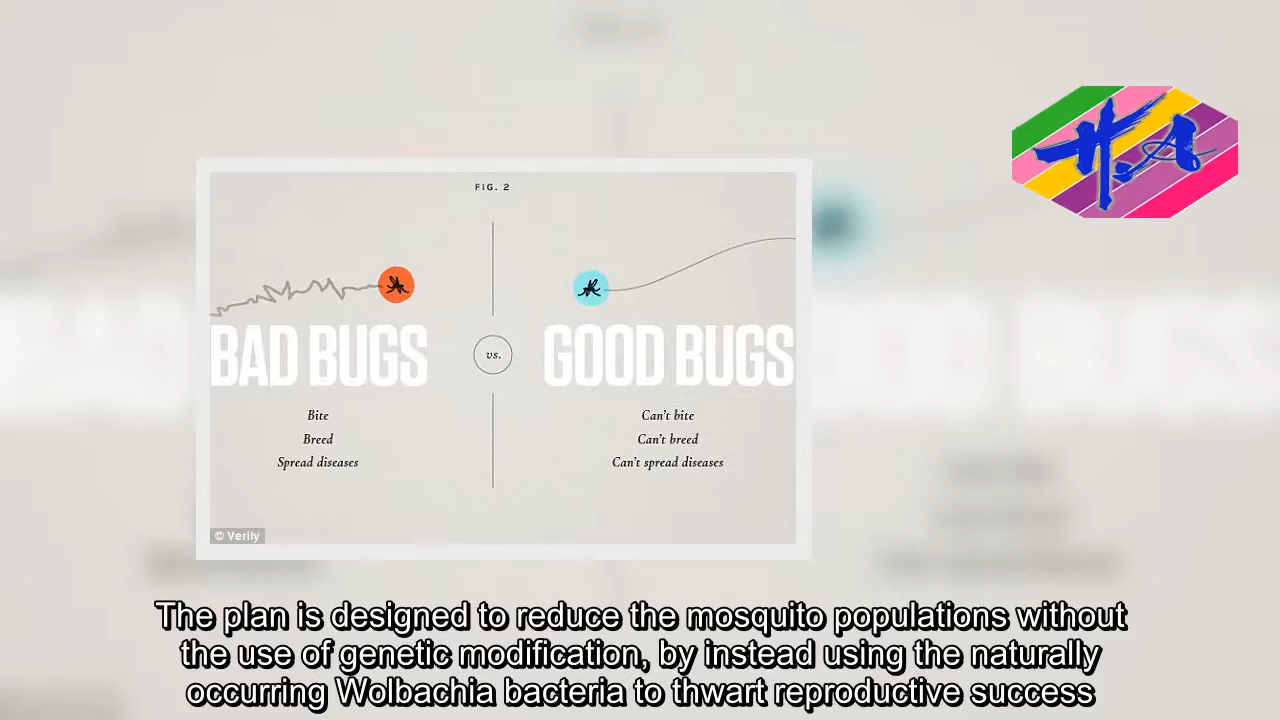 FIG. 2
BAD BUGS
vs.
GOOD BUGS
Bite
Breed
Spread diseases
Can't bite
Can't breed
Can't spread diseases
© Verily
The plan is designed to reduce the mosquito populations without
the use of genetic modification, by instead using the naturally
occurring Wolbachia bacteria to thwart reproductive success